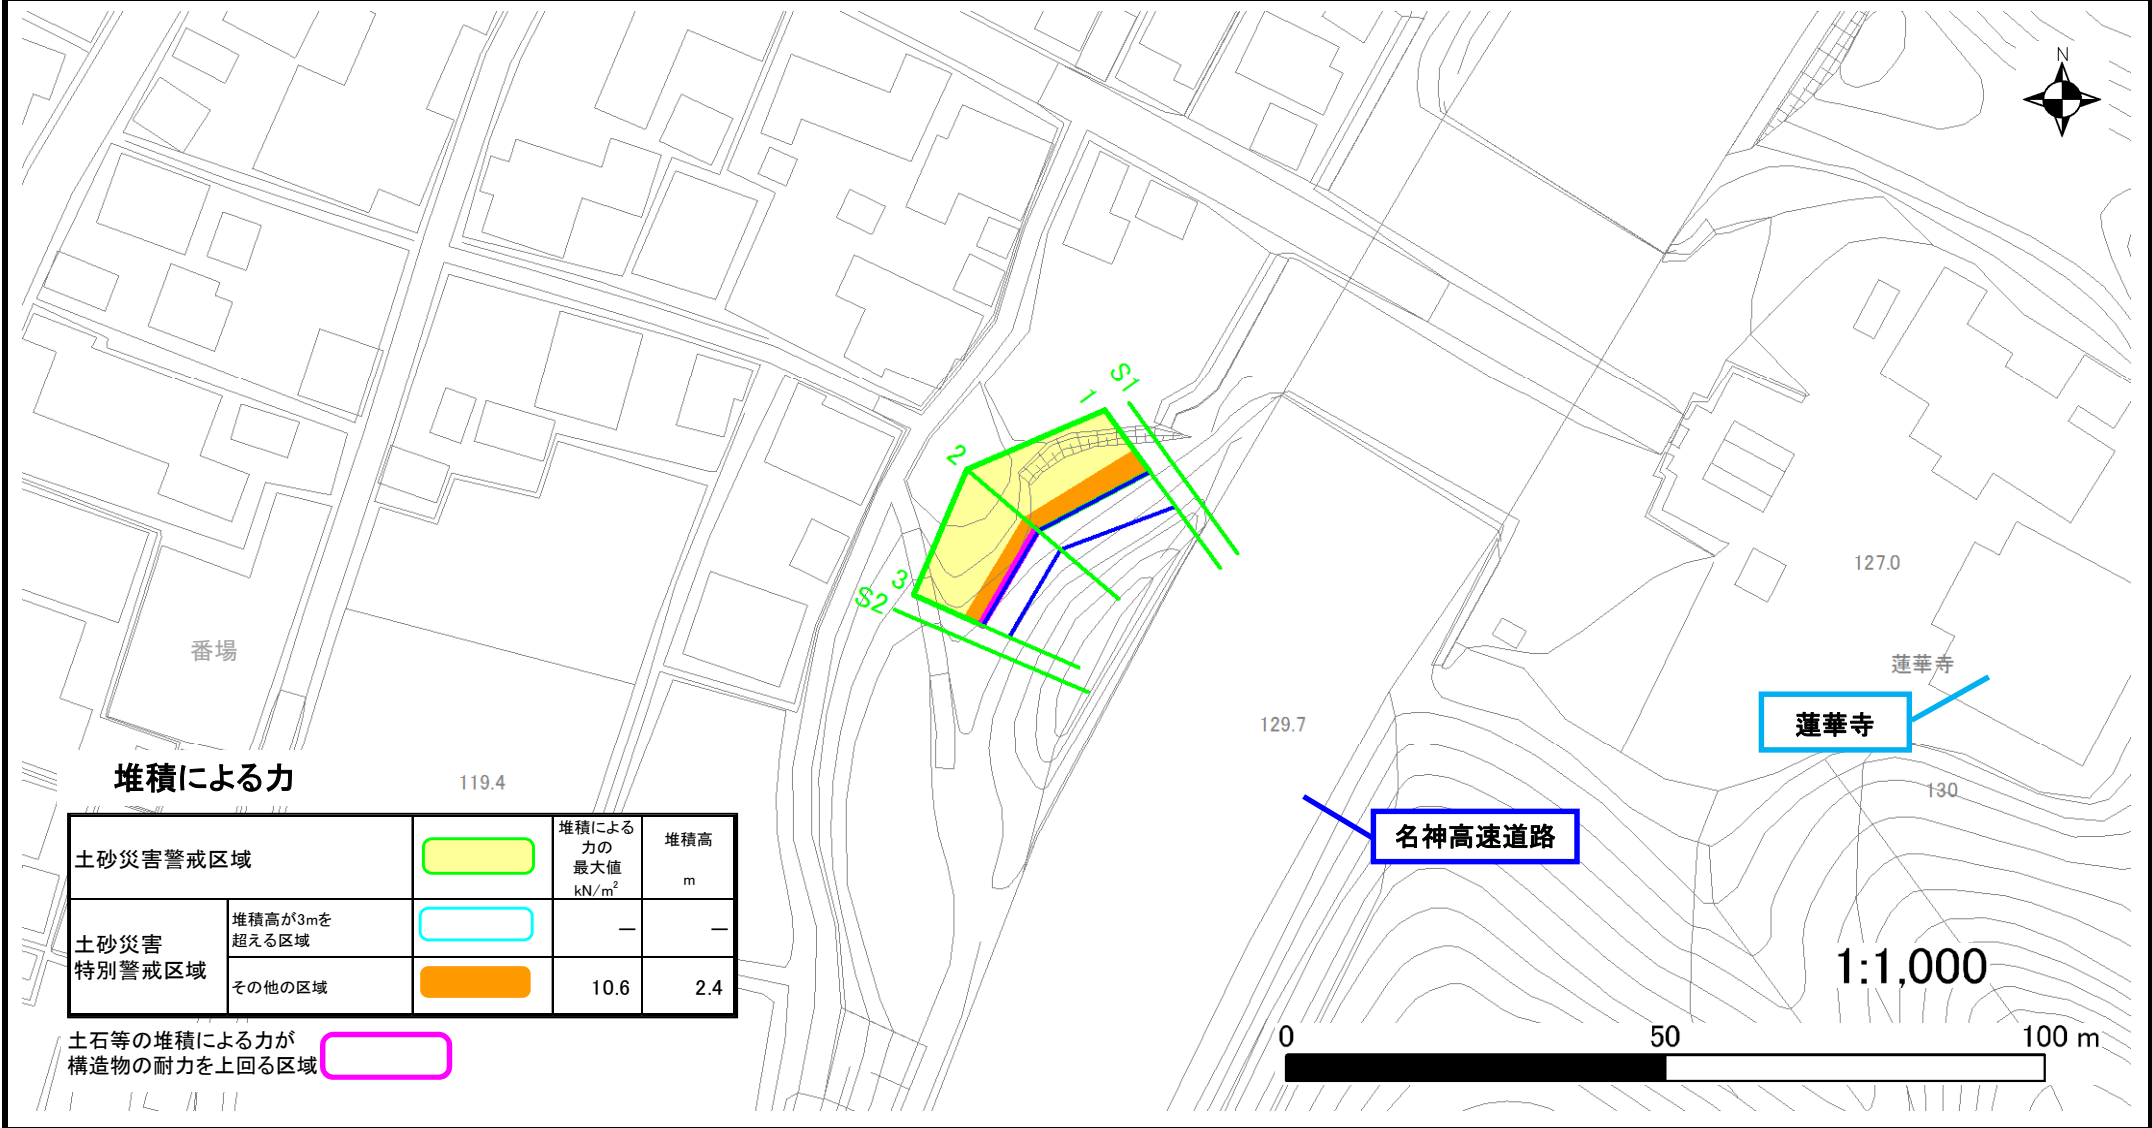 N
S1
1
2
3
S2
127.0
番場
蓮華寺
蓮華寺
129.7
130
119.4
名神高速道路
堆積による力
土砂災害警戒区域
堆積による
力の
最大値
kN/m²
堆積高
m
土砂災害
特別警戒区域
堆積高が3mを
超える区域
—
—
その他の区域
10.6
2.4
土石等の堆積による力が
構造物の耐力を上回る区域
1:1,000
0
50
100 m